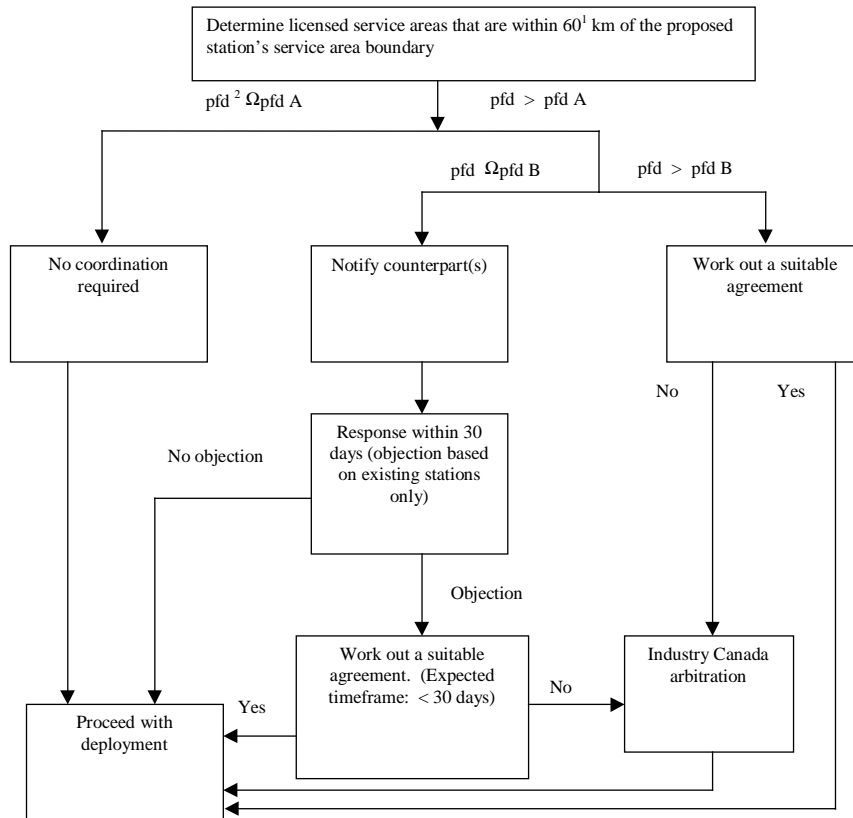 Determine licensed service areas that are within 60¹ km of the proposed
station's service area boundary
pfd ² Ωpfd A
pfd > pfd A
pfd Ωpfd B
pfd > pfd B
No coordination
required
Notify counterpart(s)
Work out a suitable
agreement
No
Yes
Response within 30
days (objection based
on existing stations
only)
No objection
Objection
Work out a suitable
agreement. (Expected
timeframe: < 30 days)
Industry Canada
arbitration
No
Yes
Proceed with
deployment